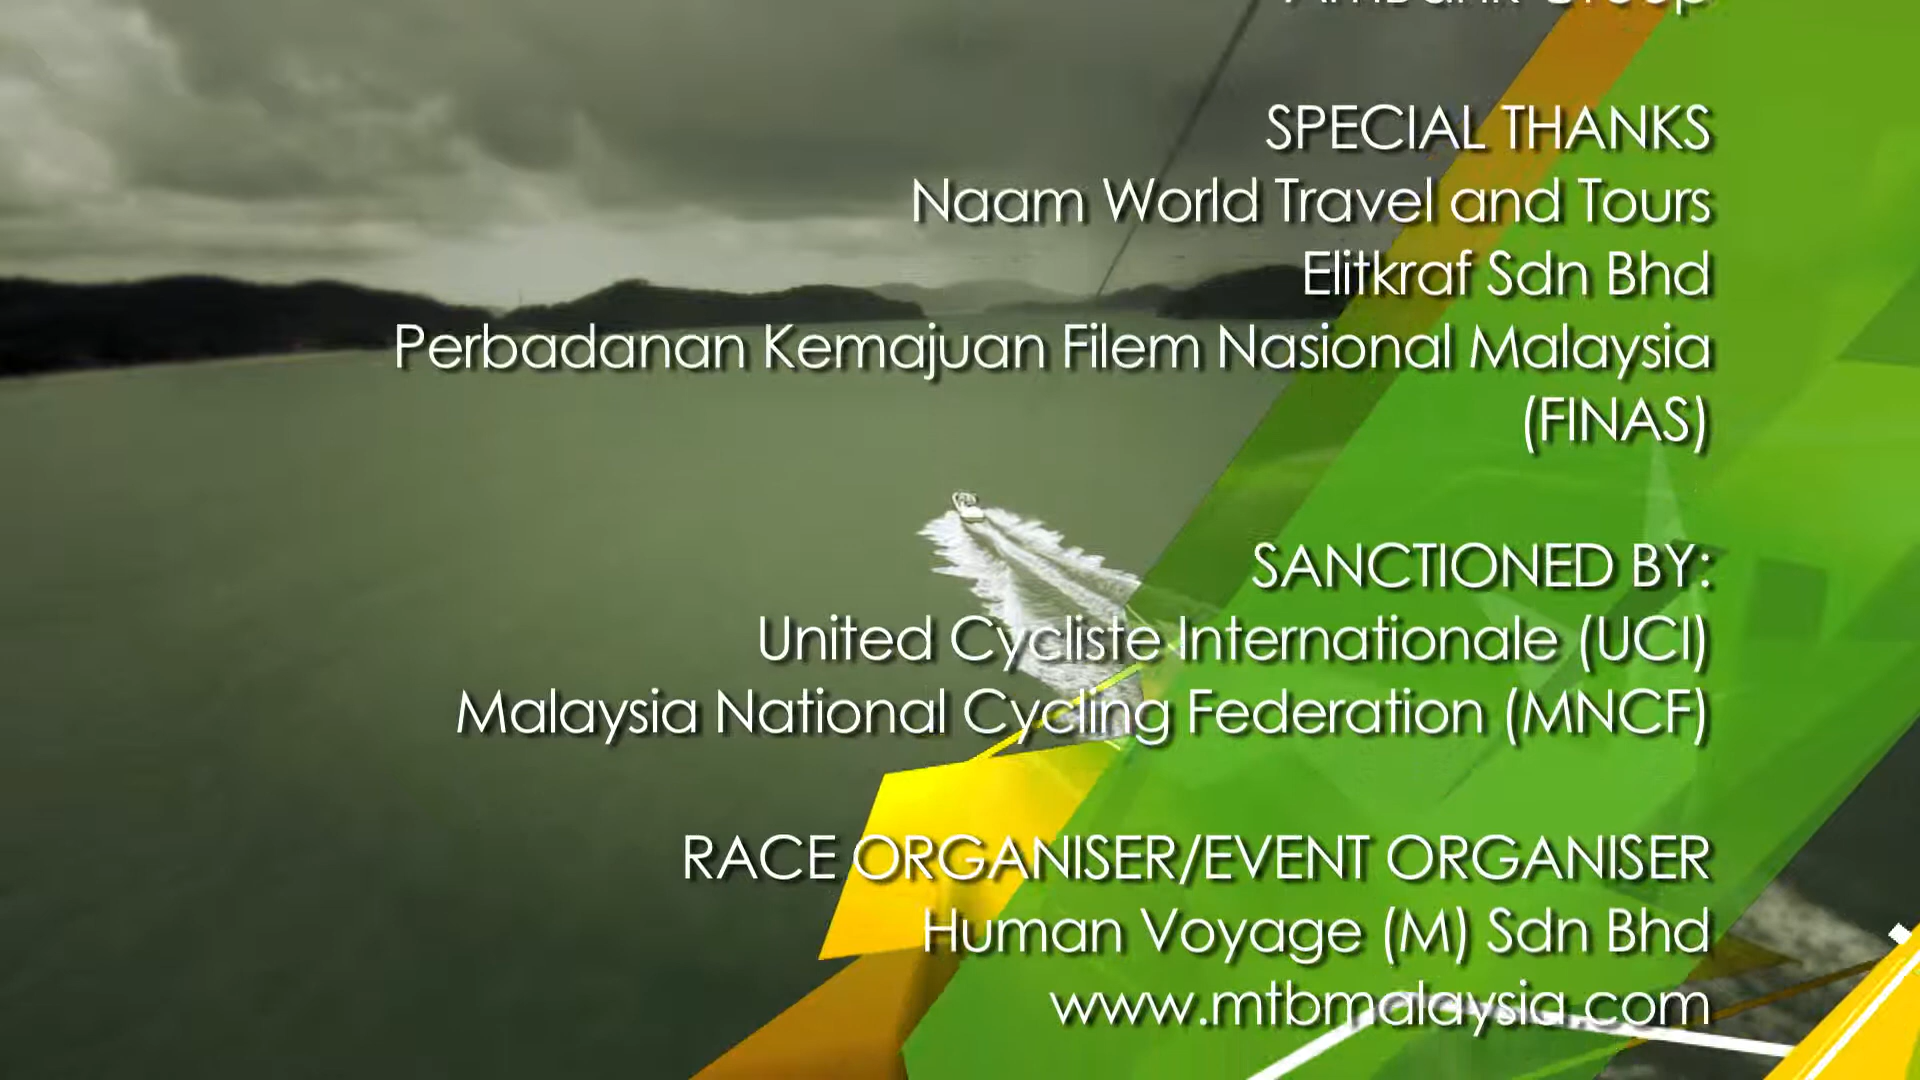 AmBank Group
SPECIAL THANKS
Naam World Travel and Tours
Elitkraf Sdn Bhd
Perbadanan Kemajuan Filem Nasional Malaysia
(FINAS)
SANCTIONED BY:
United Cycliste Internationale (UCI)
Malaysia National Cycling Federation (MNCF)
RACE ORGANISER/EVENT ORGANISER
Human Voyage (M) Sdn Bhd
www.mtbmalaysia.com